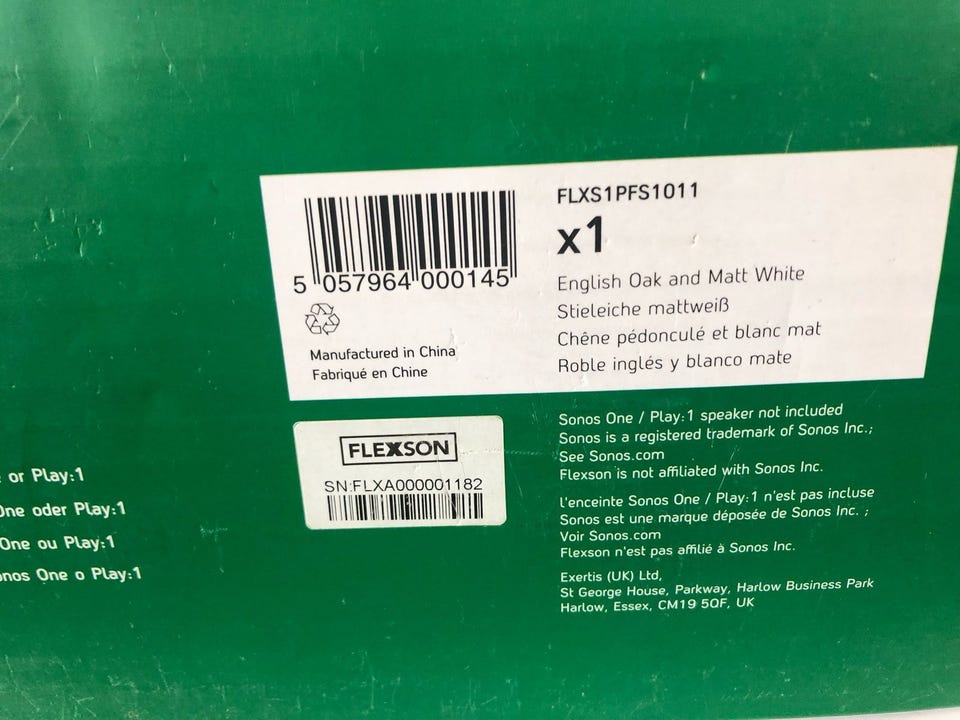 FLXS1PFS1011
x1
English Oak and Matt White
Stieleiche mattweiß
Chêne pédonculé et blanc mat
Roble inglés y blanco mate
5 057964 000145
Manufactured in China
Fabriqué en Chine
FLEXSON
SN:FLXA000001182
or Play:1
One oder Play:1
One ou Play:1
One o Play:1
Sonos One / Play:1 speaker not included
Sonos is a registered trademark of Sonos Inc.;
See Sonos.com
Flexson is not affiliated with Sonos Inc.
l'enceinte Sonos One / Play:1 n'est pas incluse
Sonos est une marque déposée de Sonos Inc. ;
Voir Sonos.com
Flexson n'est pas affilié à Sonos Inc.
Exertis (UK) Ltd,
St George House, Parkway, Harlow Business Park
Harlow, Essex, CM19 5QF, UK